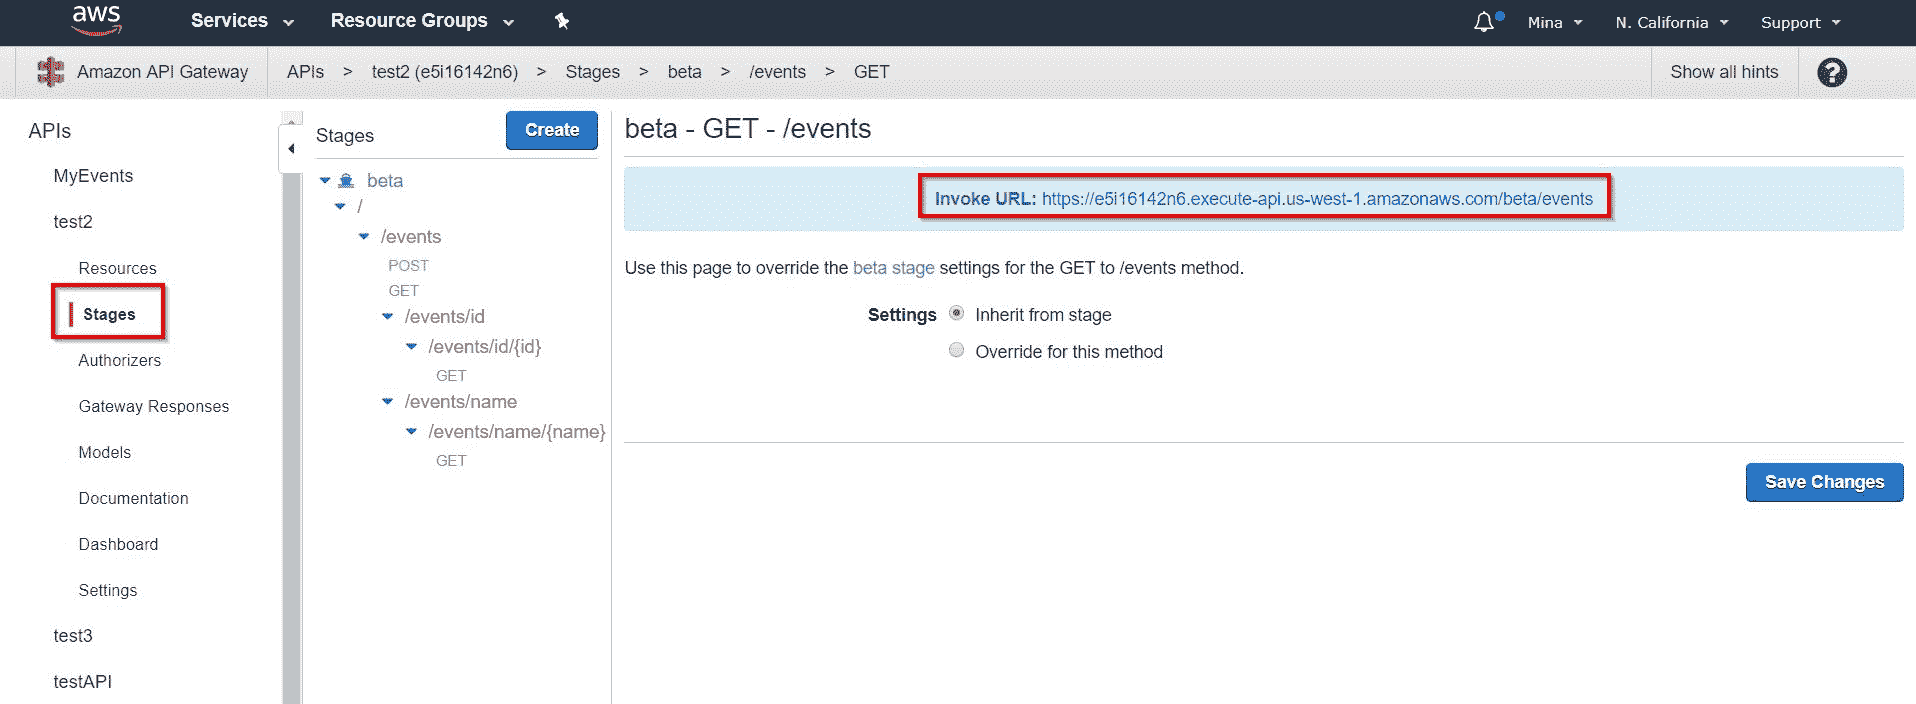 aws Services Resource Groups Mina N. California Support
Amazon API Gateway APIs > test2 (e5i16142n6) > Stages > beta > /events > GET Show all hints ?
APIs
MyEvents
test2
Resources
Stages
Authorizers
Gateway Responses
Models
Documentation
Dashboard
Settings
test3
testAPI
Stages Create
beta
/
/events
POST
GET
/events/id
/events/id/{id}
GET
/events/name
/events/name/{name}
GET
beta - GET - /events
Invoke URL: https://e5i16142n6.execute-api.us-west-1.amazonaws.com/beta/events
Use this page to override the beta stage settings for the GET to /events method.
Settings Inherit from stage
Override for this method
Save Changes